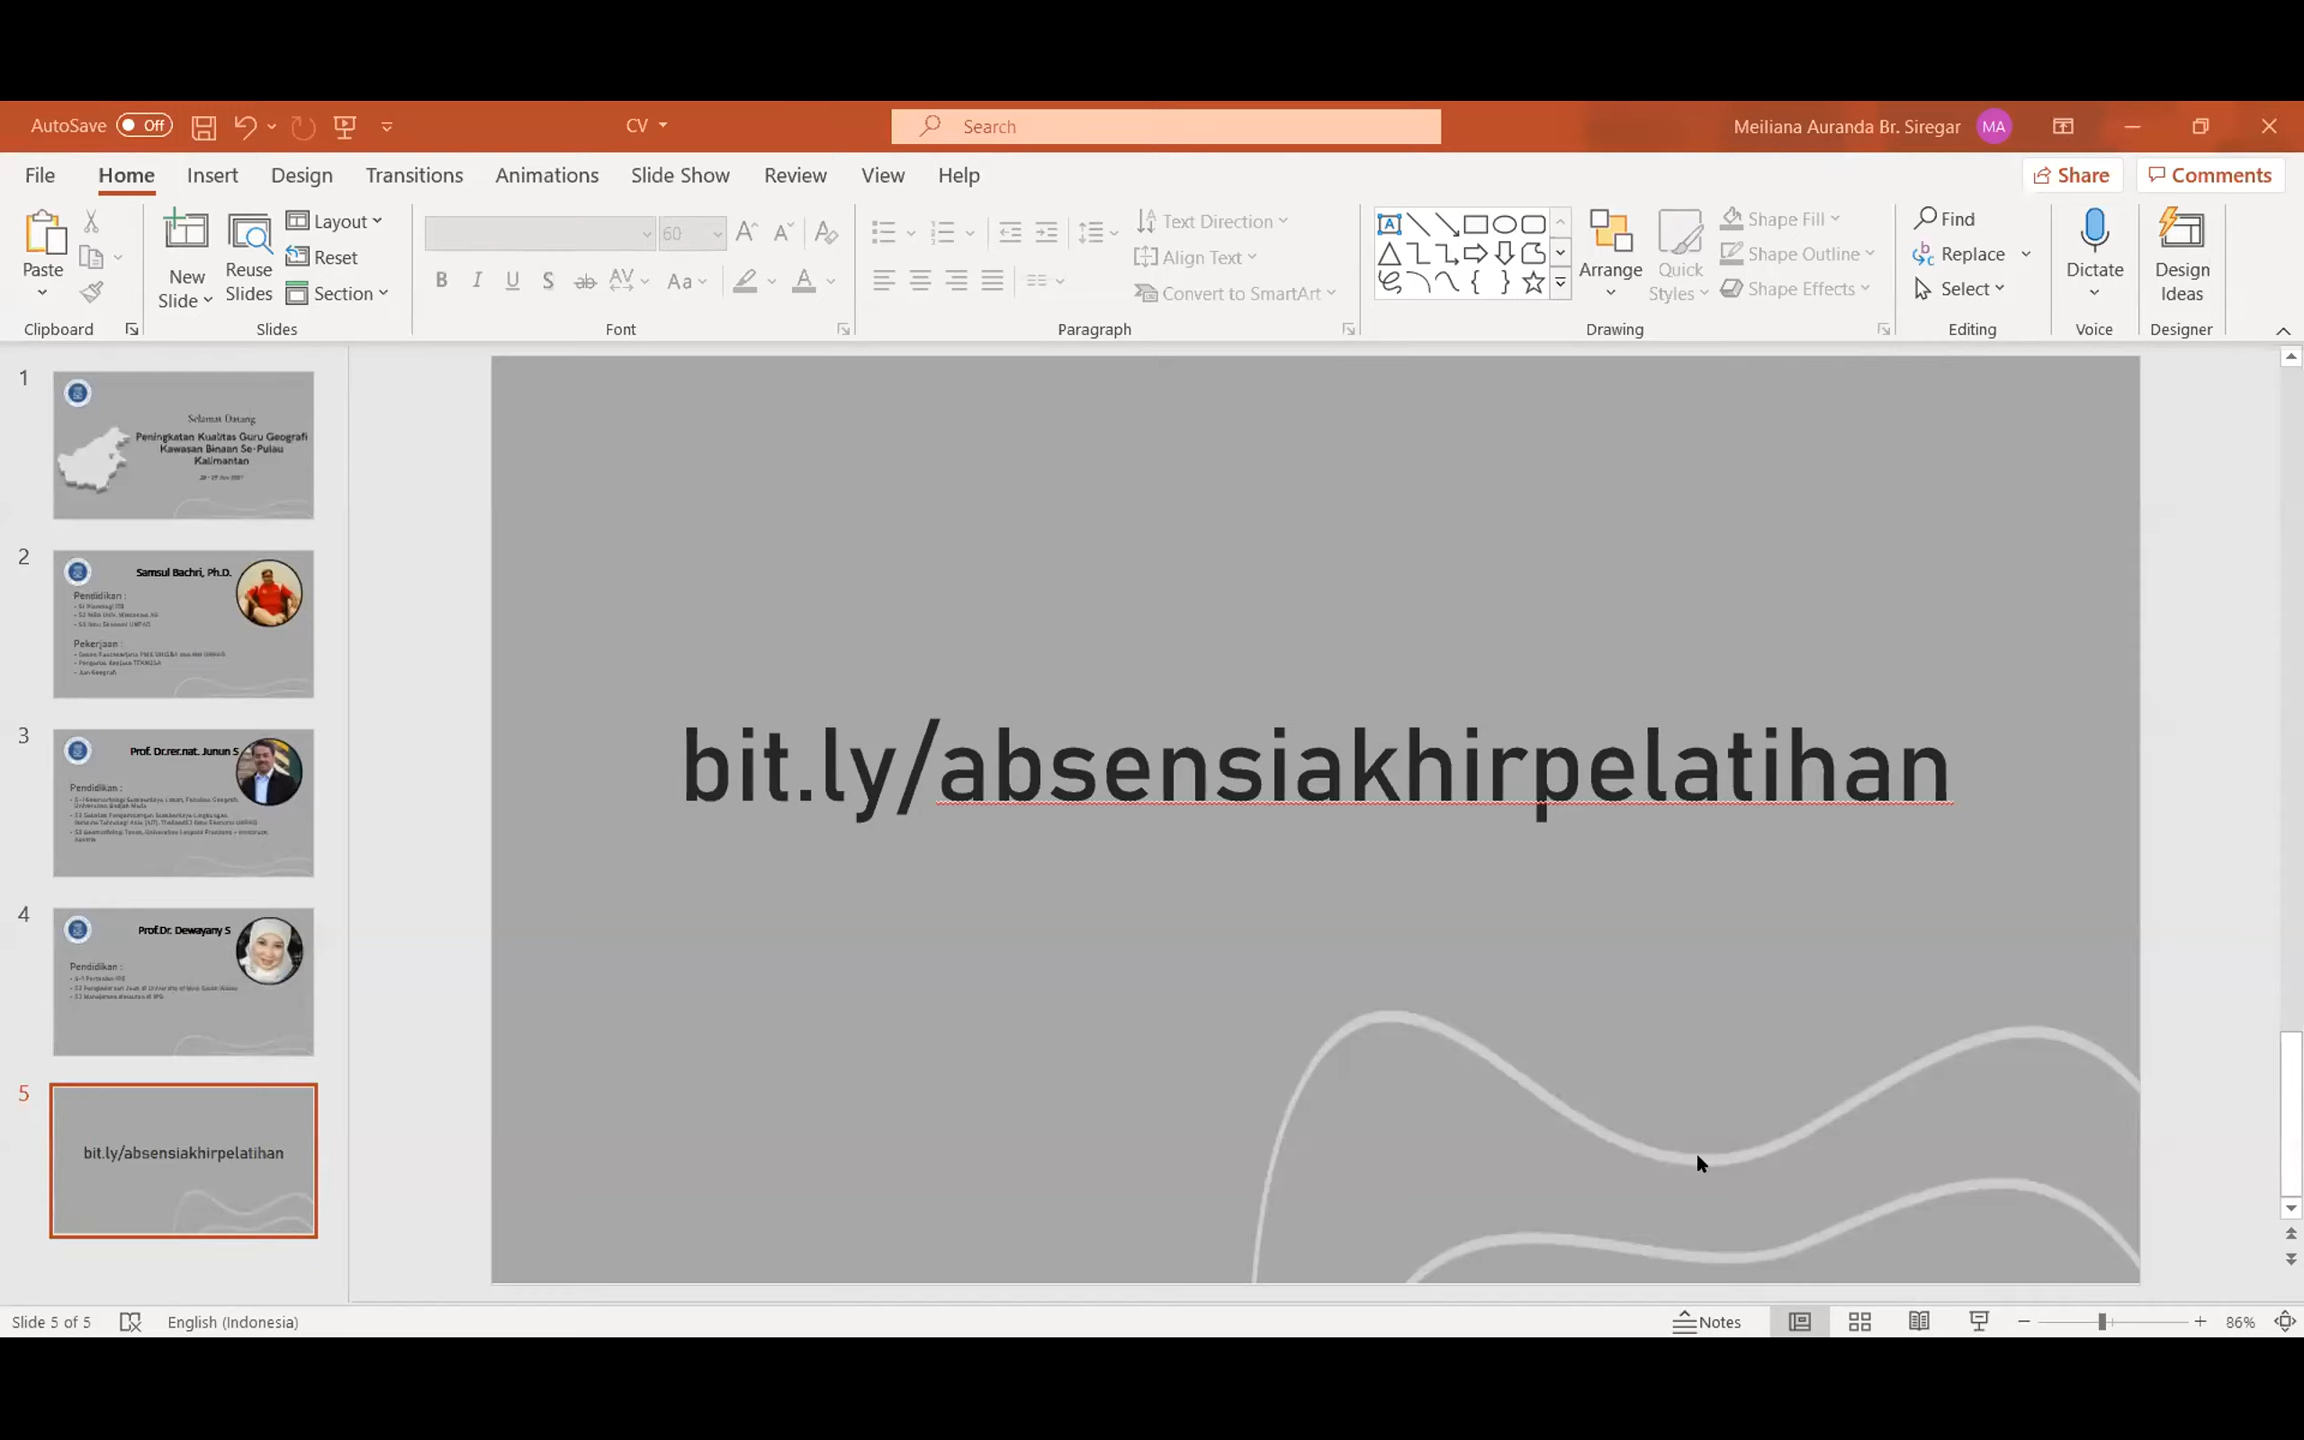 AutoSave Off CV Search Meiliana Auranda Br. Siregar MA
File Home Insert Design Transitions Animations Slide Show Review View Help Share Comments
Paste
Clipboard
New Slide
Reuse Slides
Layout
Reset
Section
Slides
60
Font
Text Direction
Align Text
Convert to SmartArt
Paragraph
Arrange
Quick Styles
Shape Fill
Shape Outline
Shape Effects
Drawing
Find
Replace
Select
Editing
Dictate
Voice
Design Ideas
Designer
1
Selamat Datang
Peningkatan Kualitas Guru Geografi
Kawasan Binaan Se-Pulau
Kalimantan
2
Samsul Bachri, Ph.D.
Pendidikan :
Pekerjaan :
3
Prof. Dr.rer.nat. Junun S
Pendidikan :
4
Prof.Dr. Dewayany S
Pendidikan :
5
bit.ly/absensiakhirpelatihan
bit.ly/absensiakhirpelatihan
Slide 5 of 5 English (Indonesia) Notes 86%